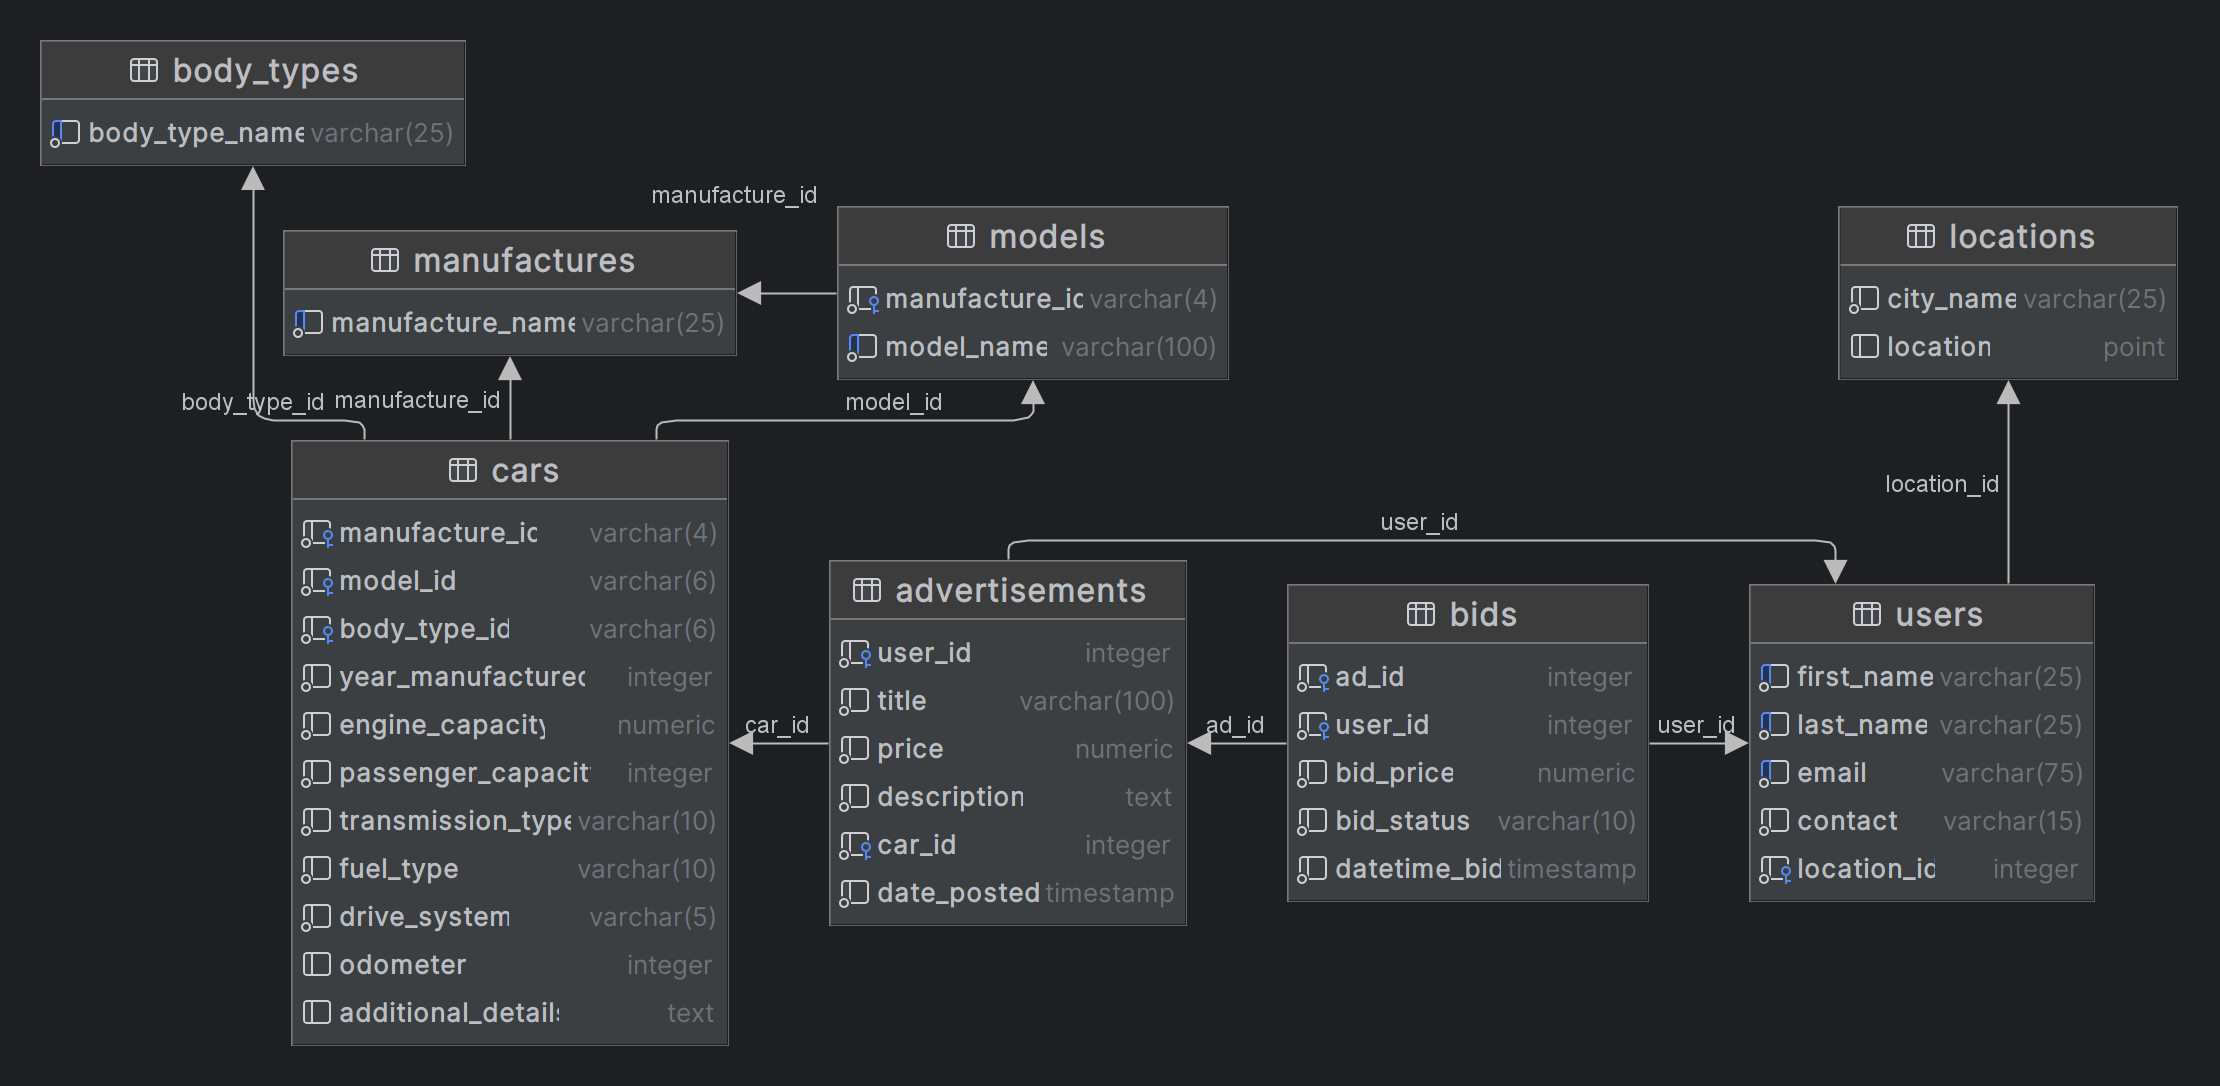 body_types
body_type_name varchar(25)
manufacture_id
manufactures
manufacture_name varchar(25)
models
manufacture_ic varchar(4)
model_name varchar(100)
locations
city_name varchar(25)
location point
body_type_id
manufacture_id
model_id
location_id
cars
manufacture_ic varchar(4)
model_id varchar(6)
body_type_id varchar(6)
year_manufacturec integer
engine_capacity numeric
passenger_capacit integer
transmission_type varchar(10)
fuel_type varchar(10)
drive_system varchar(5)
odometer integer
additional_details text
car_id
user_id
advertisements
user_id integer
title varchar(100)
price numeric
description text
car_id integer
date_posted timestamp
ad_id
bids
ad_id integer
user_id integer
bid_price numeric
bid_status varchar(10)
datetime_bid timestamp
user_id
users
first_name varchar(25)
last_name varchar(25)
email varchar(75)
contact varchar(15)
location_id integer